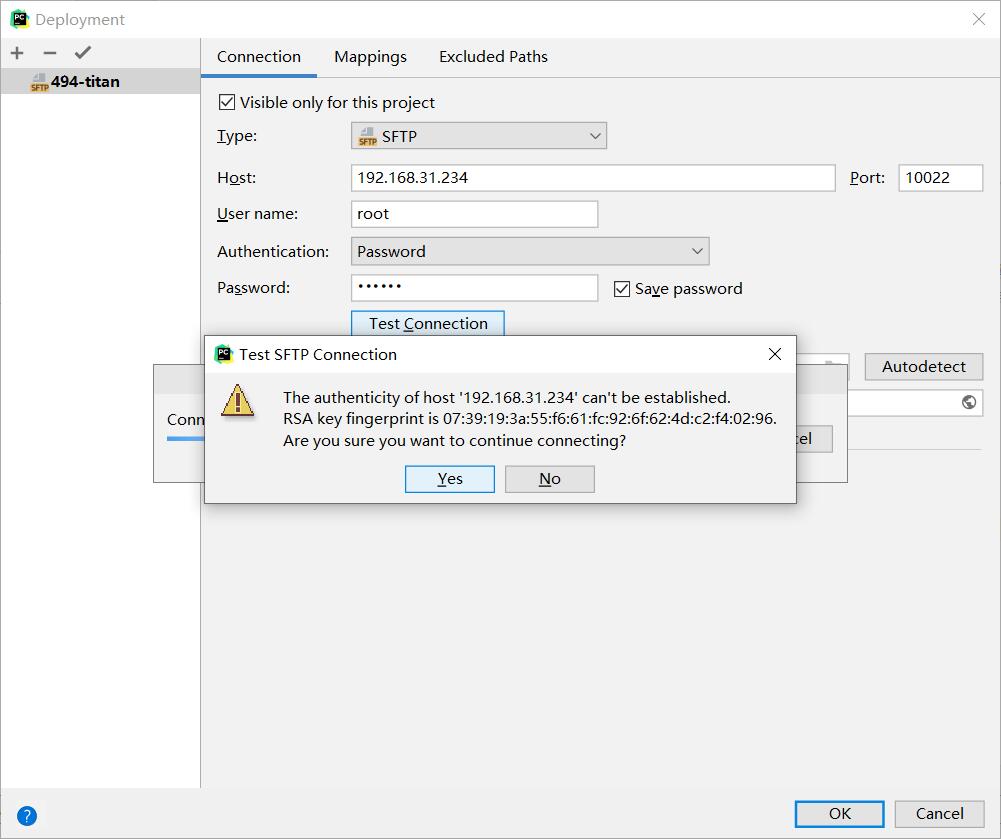 Deployment
494-titan
Connection Mappings Excluded Paths
Visible only for this project
Type: SFTP
Host: 192.168.31.234 Port: 10022
User name: root
Authentication: Password
Password: •••••• Save password
Test Connection
Test SFTP Connection
Autodetect
The authenticity of host '192.168.31.234' can't be established.
RSA key fingerprint is 07:39:19:3a:55:f6:61:fc:92:6f:62:4d:c2:f4:02:96.
Are you sure you want to continue connecting?
Yes No
OK Cancel